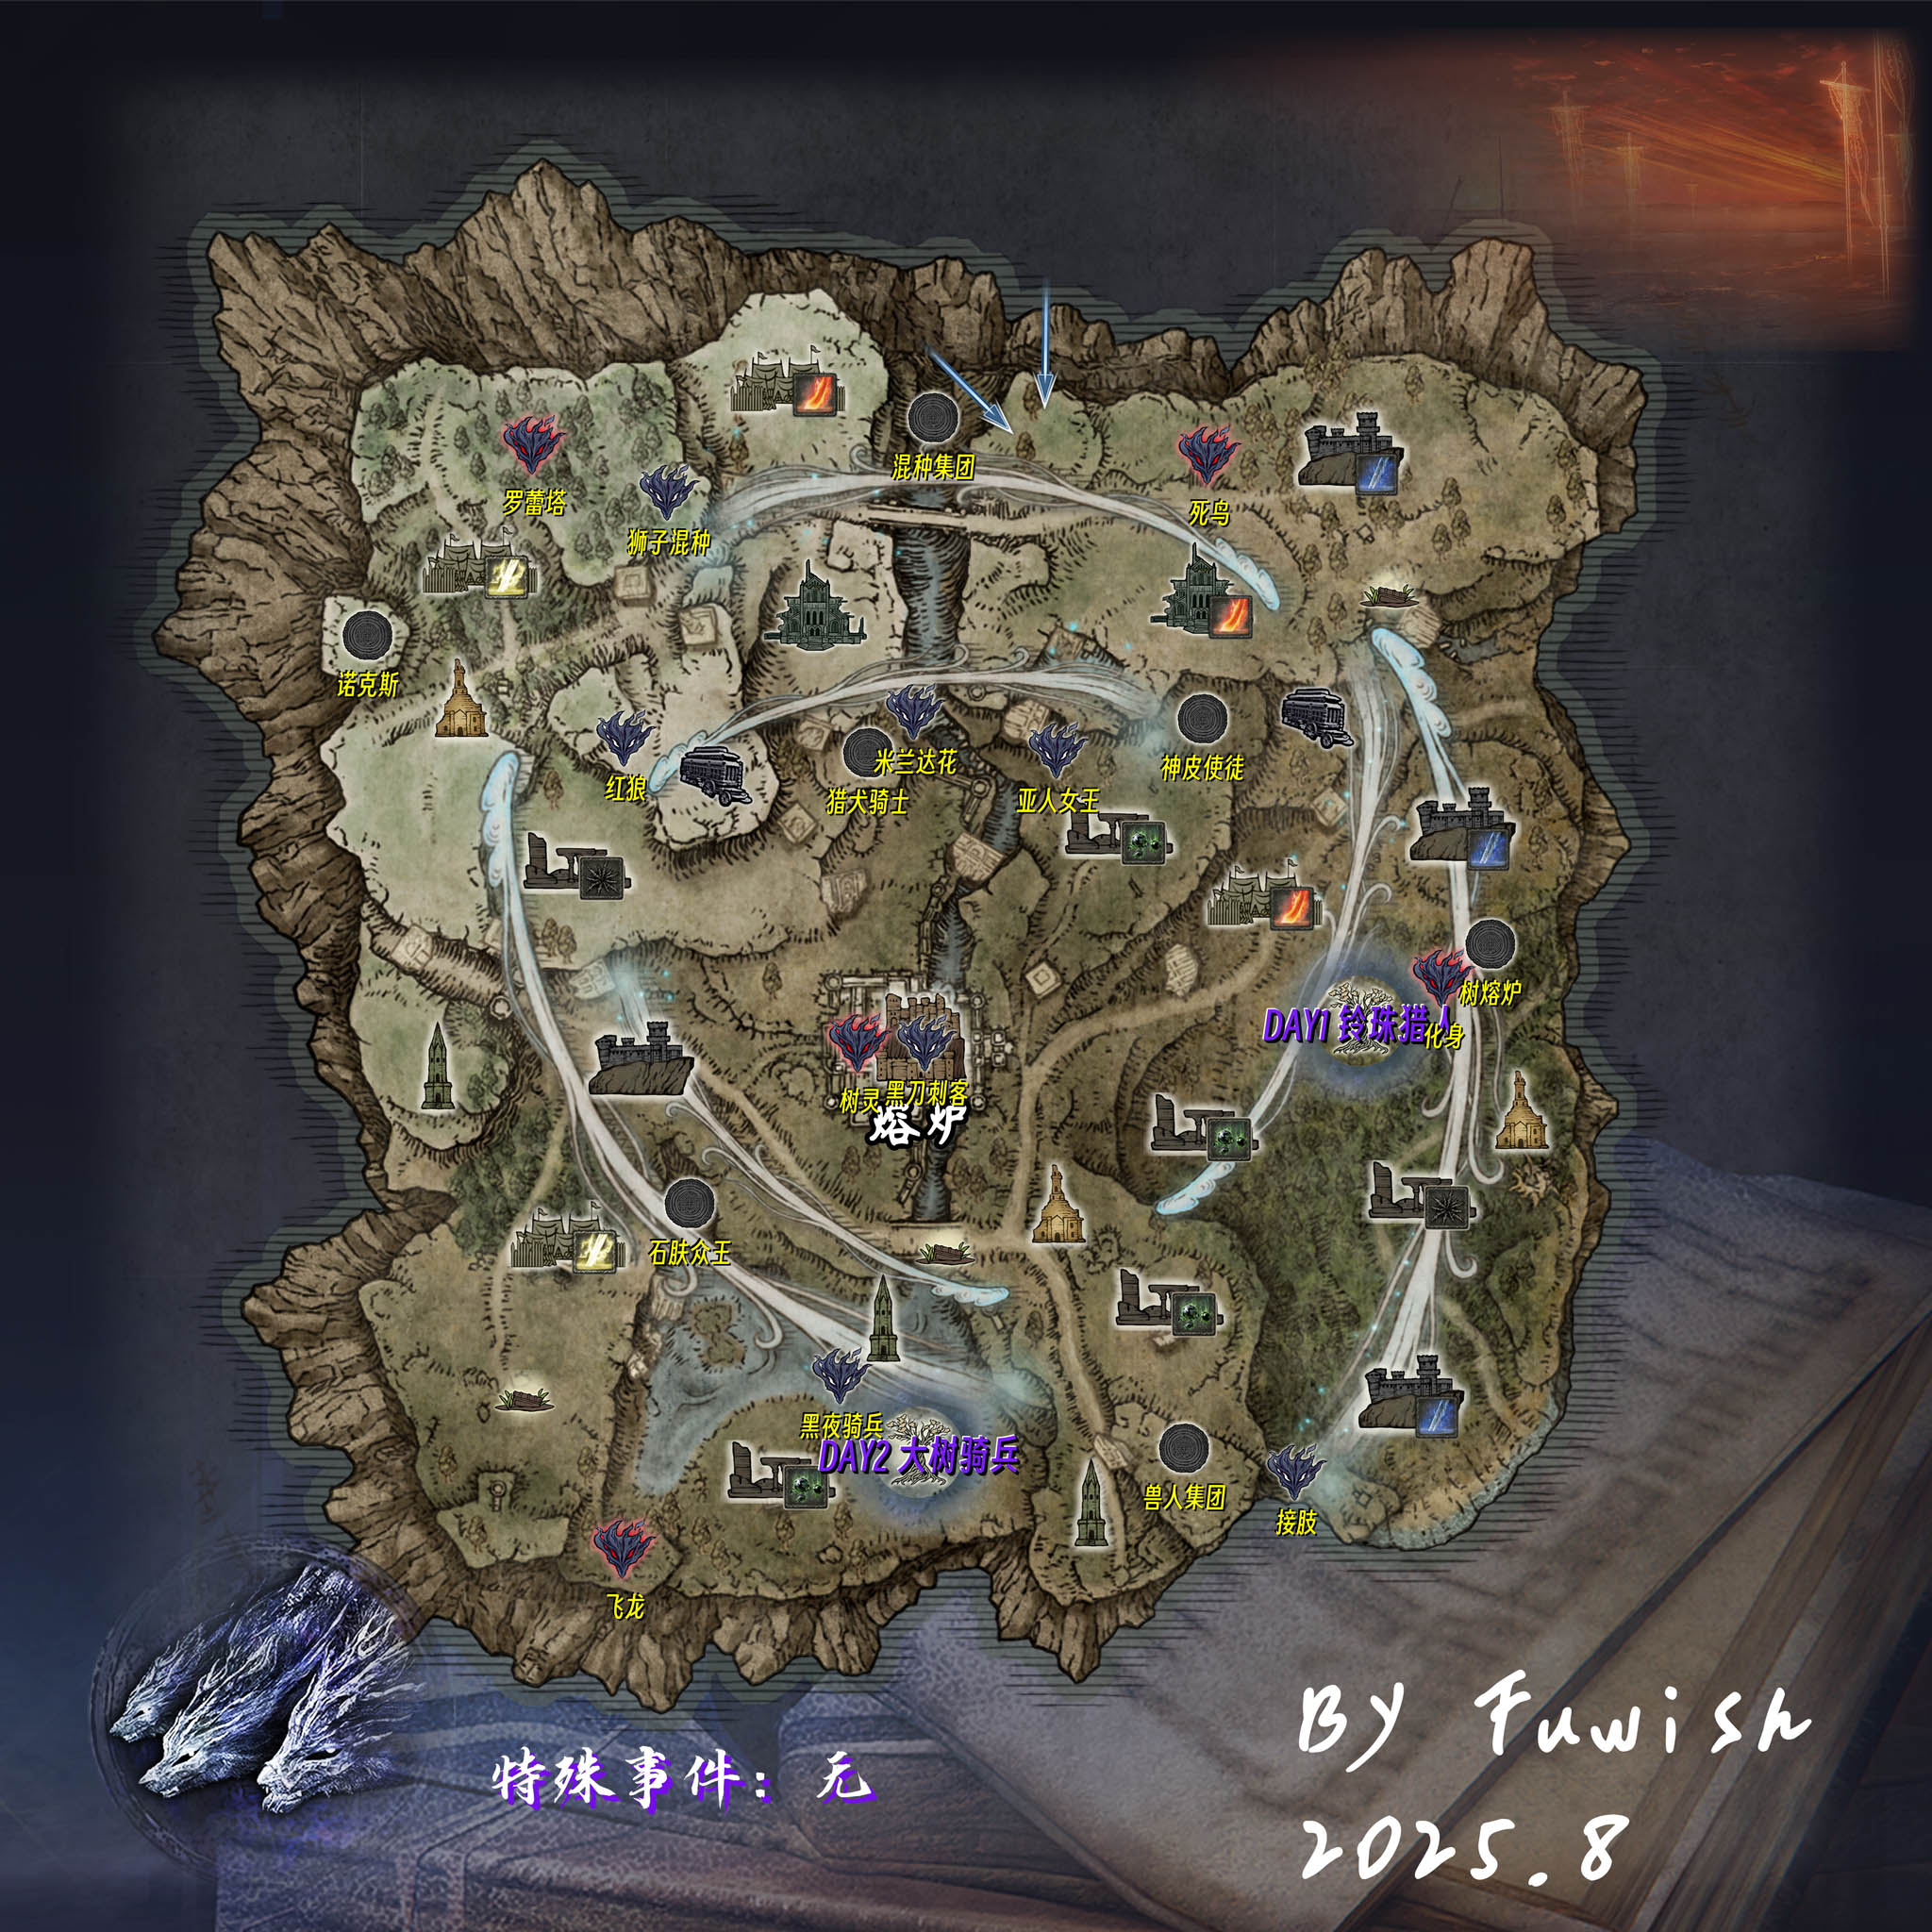 混种集团
罗蕾塔
死鸟
狮子混种
诺克斯
米兰达花
神皮使徒
红狼
猎犬骑士
亚人女王
树熔炉
DAY1 铃珠猎人
化身
树灵
黑刀刺客
熔炉
石肤众王
黑夜骑兵
DAY2 大树骑兵
兽人集团
接肢
飞龙
By Fuwish
特殊事件：无
2025.8